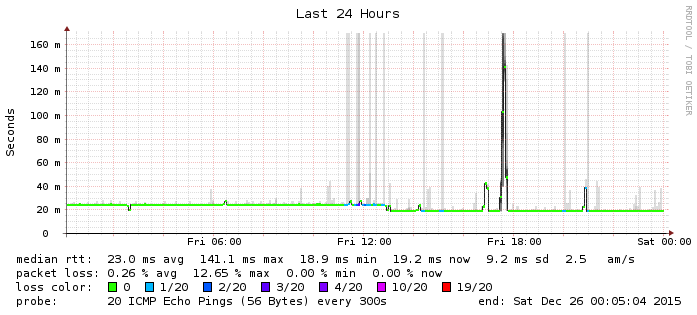 Last 24 Hours
RRDTOOL / TOBI OETIKER
Seconds
160 m
140 m
120 m
100 m
80 m
60 m
40 m
20 m
0
Fri 06:00 Fri 12:00 Fri 18:00 Sat 00:00
median rtt: 23.0 ms avg 141.1 ms max 18.9 ms min 19.2 ms now 9.2 ms sd 2.5 am/s
packet loss: 0.26 % avg 12.65 % max 0.00 % min 0.00 % now
loss color: 0 1/20 2/20 3/20 4/20 10/20 19/20
probe: 20 ICMP Echo Pings (56 Bytes) every 300s end: Sat Dec 26 00:05:04 2015